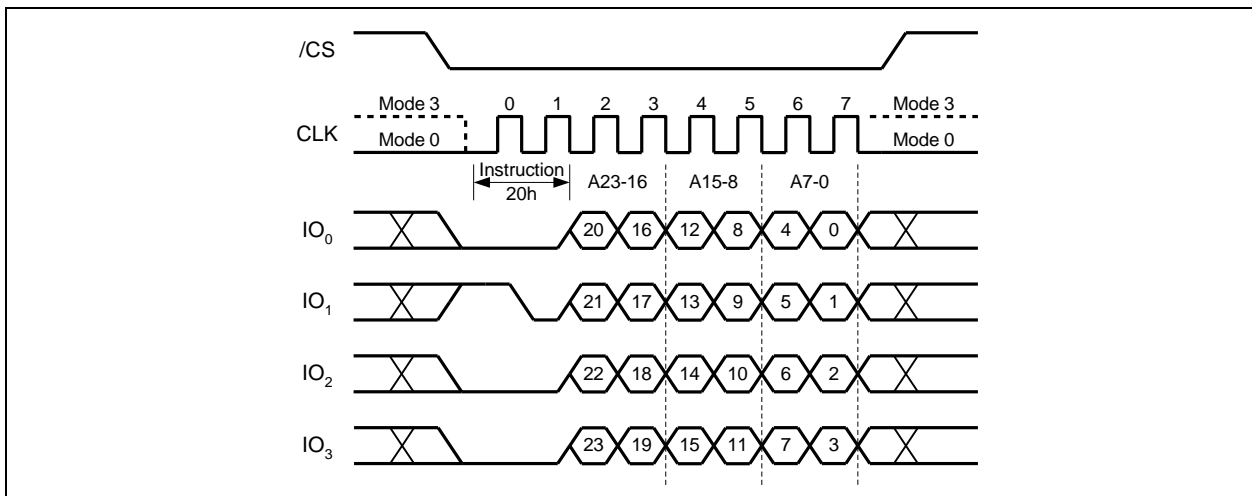 /CS
Mode 3 0 1 2 3 4 5 6 7 Mode 3
CLK
Mode 0 Mode 0
Instruction
20h
A23-16 A15-8 A7-0
IO0 20 16 12 8 4 0
IO1 21 17 13 9 5 1
IO2 22 18 14 10 6 2
IO3 23 19 15 11 7 3